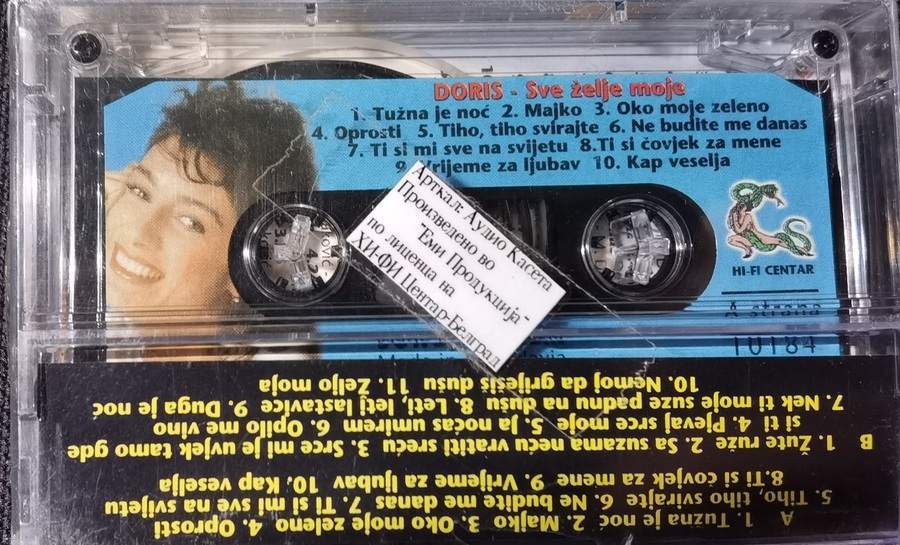 DORIS - Sve želje moje
1. Tužna je noć 2. Majko 3. Oko moje zeleno
4. Oprosti 5. Tiho, tiho svirajte 6. Ne budite me danas
7. Ti si mi sve na svijetu 8.Ti si čovjek za mene
9. Vrijeme za ljubav 10. Kap veselja
Арткал: Аудио Касета
Произведено во
"Еми Продукција-
по лиценца на
ХИ-ФИ Центар-Белград
HI-FI CENTAR
A strana
10184
A 1. Tužna je noć 2. Majko 3. Oko moje zeleno 4. Oprosti
5. Tiho, tiho svirajte 6. Ne budite me danas 7. Ti si mi sve na svijetu
8.Ti si čovjek za mene 9. Vrijeme za ljubav 10. Kap veselja
B 1. Žute ruže 2. Sa suzama neću vratiti sreću 3. Srce mi je uvjek tamo gde
si ti 4. Pjevaj srce moje 5. Ja noćas umirem 6. Opilo me vino
7. Nek ti moje suze padnu na dušu 8. Leti, leti lastavice 9. Duga je noć
10. Nemoj da griješis dušu 11. Željo moja